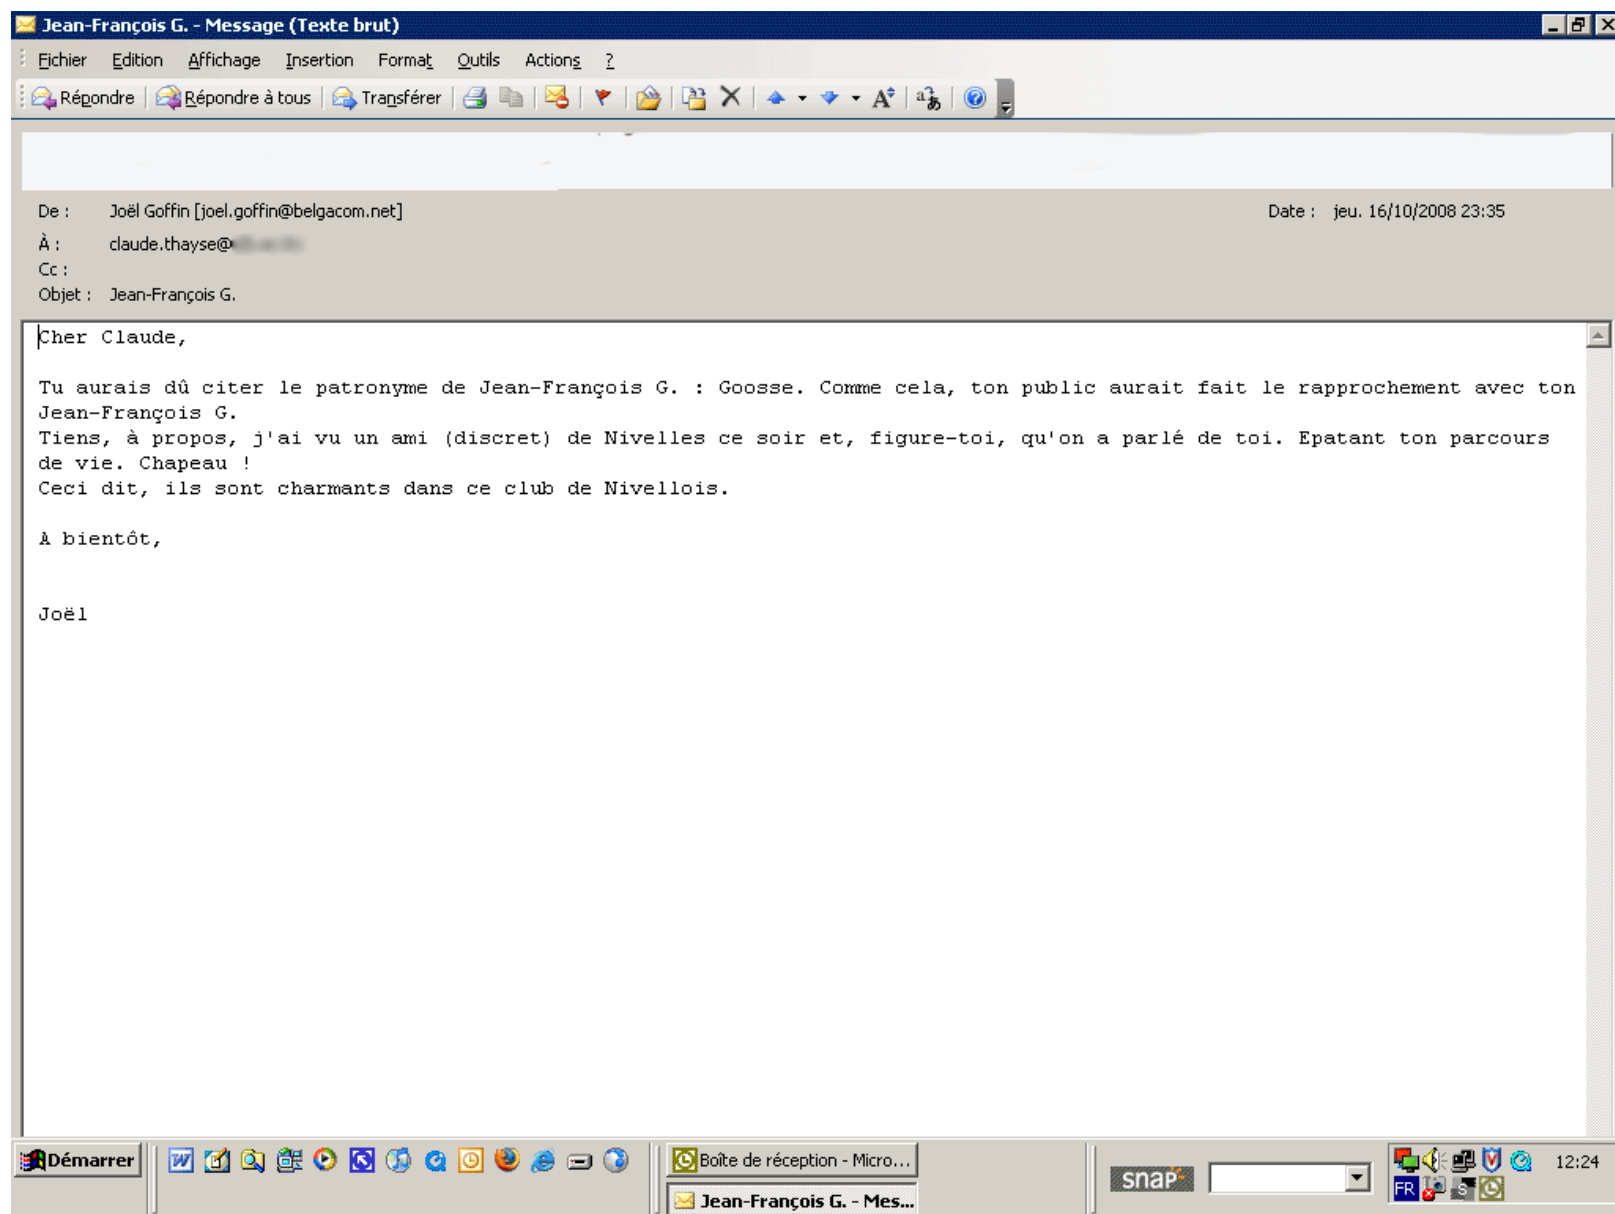 Jean-François G. - Message (Texte brut)
Fichier Edition Affichage Insertion Format Outils Actions ?
Répondre Répondre à tous Transférer
De : Joël Goffin [joel.goffin@belgacom.net] Date : jeu. 16/10/2008 23:35
À : claude.thayse@
Cc :
Objet : Jean-François G.
Cher Claude,
Tu aurais dû citer le patronyme de Jean-François G. : Goosse. Comme cela, ton public aurait fait le rapprochement avec ton
Jean-François G.
Tiens, à propos, j'ai vu un ami (discret) de Nivelles ce soir et, figure-toi, qu'on a parlé de toi. Epatant ton parcours
de vie. Chapeau !
Ceci dit, ils sont charmants dans ce club de Nivellois.
A bientôt,
Joël
Démarrer Boîte de réception - Micro... snap FR S 12:24
Jean-François G. - Mes...